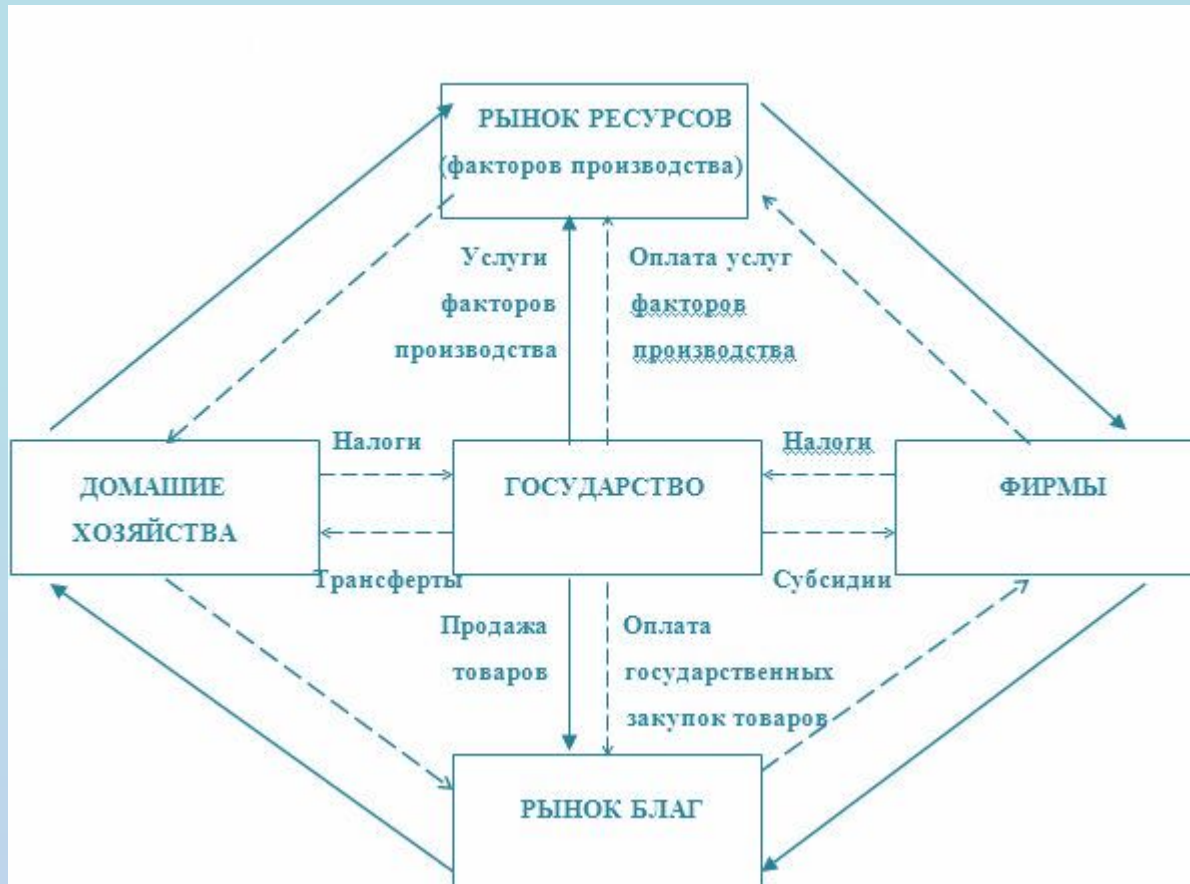 РЫНОК РЕСУРСОВ
(факторов производства)
Услуги
факторов
производства
Оплата услуг
факторов
производства
Налоги
Налоги
ДОМАШИЕ
ХОЗЯЙСТВА
ГОСУДАРСТВО
ФИРМЫ
Трансферты
Субсидии
Продажа
товаров
Оплата
государственных
закупок товаров
РЫНОК БЛАГ